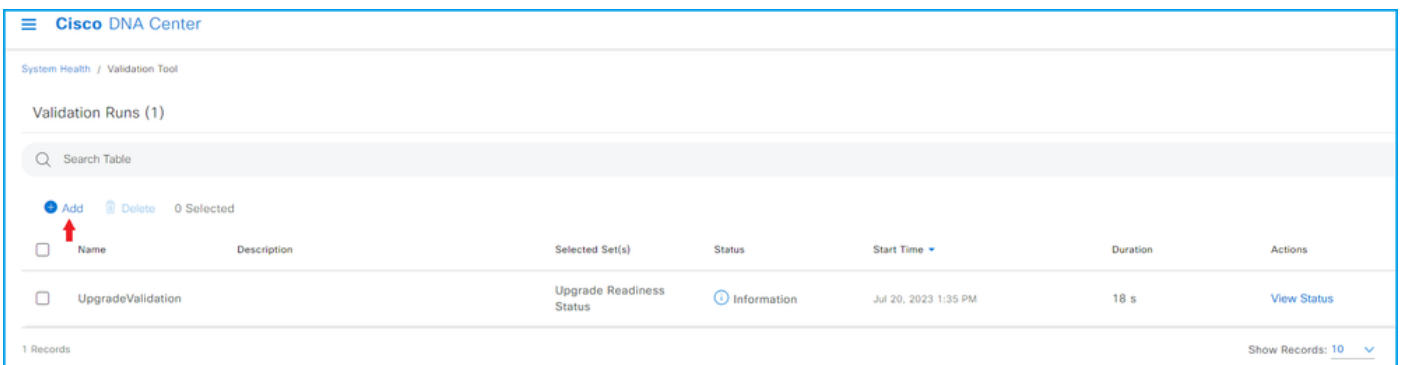 Cisco DNA Center
System Health / Validation Tool
Validation Runs (1)
Search Table
Add Delete 0 Selected
Name Description Selected Set(s) Status Start Time Duration Actions
UpgradeValidation Upgrade Readiness Status Information Jul 20, 2023 1:35 PM 18 s View Status
1 Records Show Records: 10